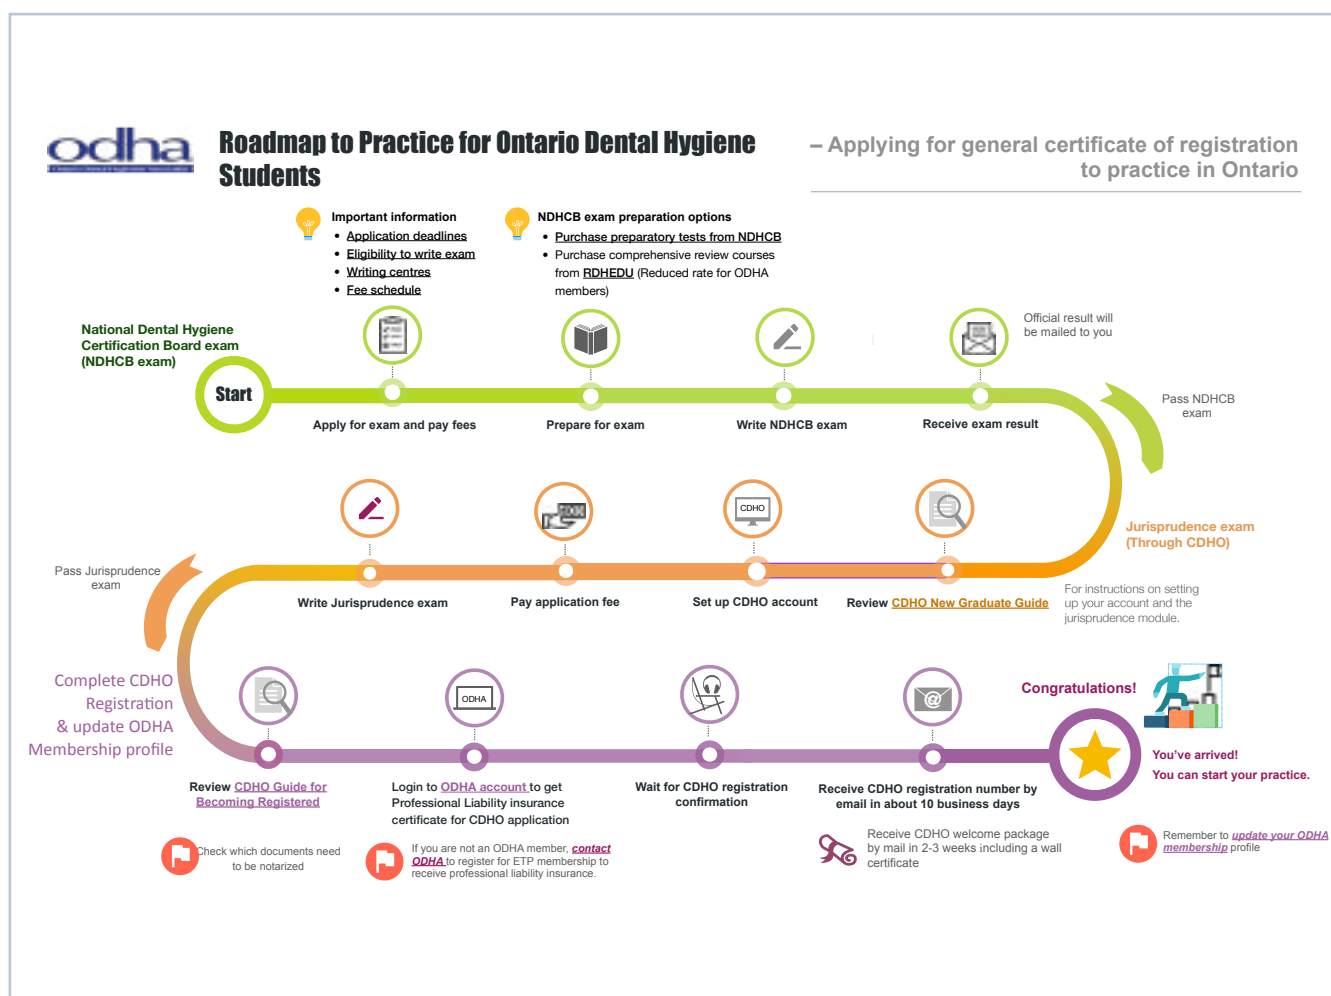 odha
Roadmap to Practice for Ontario Dental Hygiene
Students
– Applying for general certificate of registration
to practice in Ontario
Important information
• Application deadlines
• Eligibility to write exam
• Writing centres
• Fee schedule
NDHCB exam preparation options
• Purchase preparatory tests from NDHCB
• Purchase comprehensive review courses
from RDHEDU (Reduced rate for ODHA
members)
National Dental Hygiene
Certification Board exam
(NDHCB exam)
Start
Official result will
be mailed to you
Apply for exam and pay fees
Prepare for exam
Write NDHCB exam
Receive exam result
Pass NDHCB
exam
Jurisprudence exam
(Through CDHO)
For instructions on setting
up your account and the
jurisprudence module.
Review CDHO New Graduate Guide
CDHO
Set up CDHO account
Pay application fee
Write Jurisprudence exam
Pass Jurisprudence
exam
Complete CDHO
Registration
& update ODHA
Membership profile
Review CDHO Guide for
Becoming Registered
Check which documents need
to be notarized
ODHA
Login to ODHA account to get
Professional Liability insurance
certificate for CDHO application
If you are not an ODHA member, contact
ODHA to register for ETP membership to
receive professional liability insurance.
Wait for CDHO registration
confirmation
@
Receive CDHO registration number by
email in about 10 business days
Receive CDHO welcome package
by mail in 2-3 weeks including a wall
certificate
Congratulations!
You've arrived!
You can start your practice.
Remember to update your ODHA
membership profile